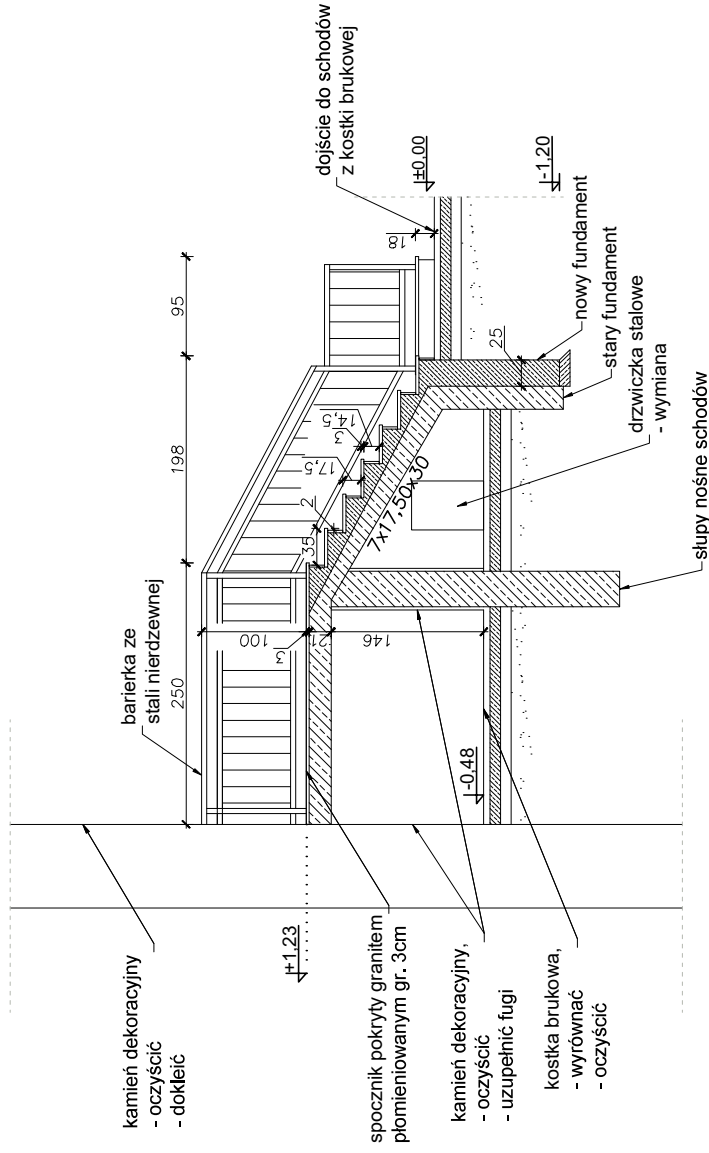 kamień dekoracyjny
- oczyścić
- dokleić
barierka ze
stali nierdzewnej
250
198
95
dojście do schodów
z kostki brukowej
±0,00
-1,20
18
+1,23
100
3
21
146
35
2
17,5
3
14,5
7x17,50x30
25
-0,48
nowy fundament
stary fundament
drzwiczka stalowe
- wymiana
słupy nośne schodów
spocznik pokryty granitem
płomieniowanym gr. 3cm
kamień dekoracyjny,
- oczyścić
- uzupełnić fugi
kostka brukowa,
- wyrównać
- oczyścić